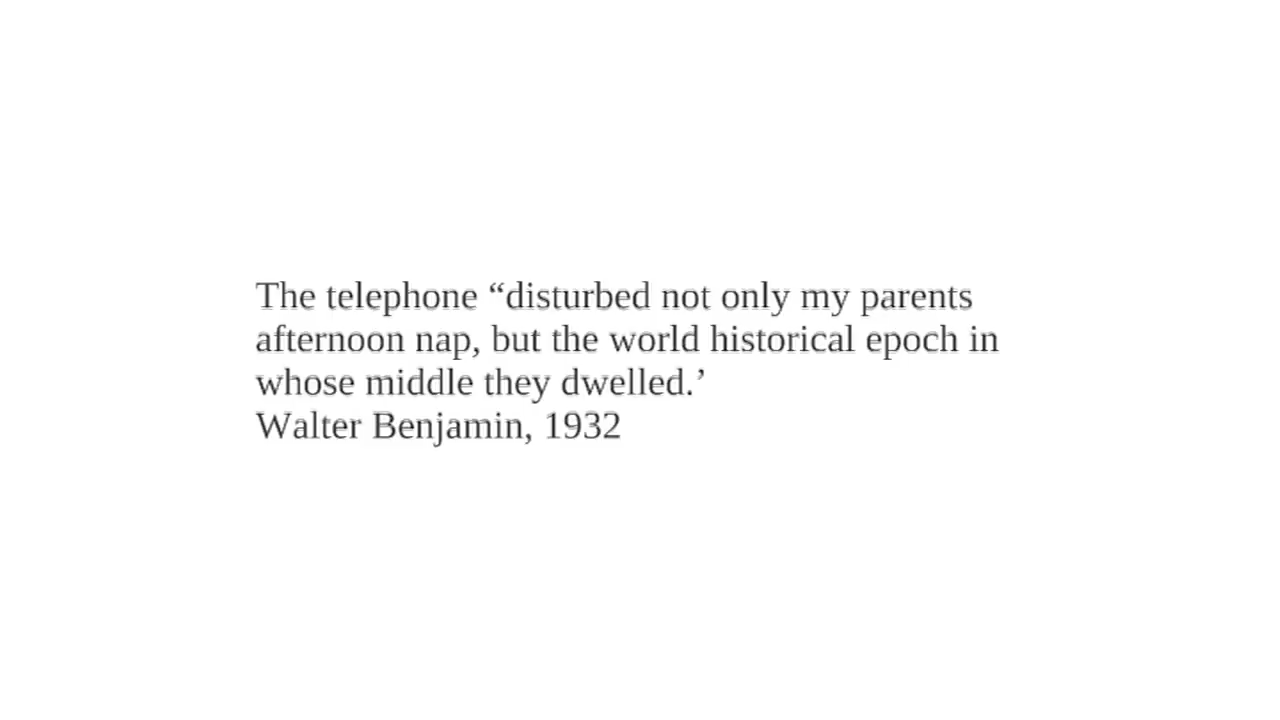 The telephone “disturbed not only my parents
afternoon nap, but the world historical epoch in
whose middle they dwelled.’
Walter Benjamin, 1932